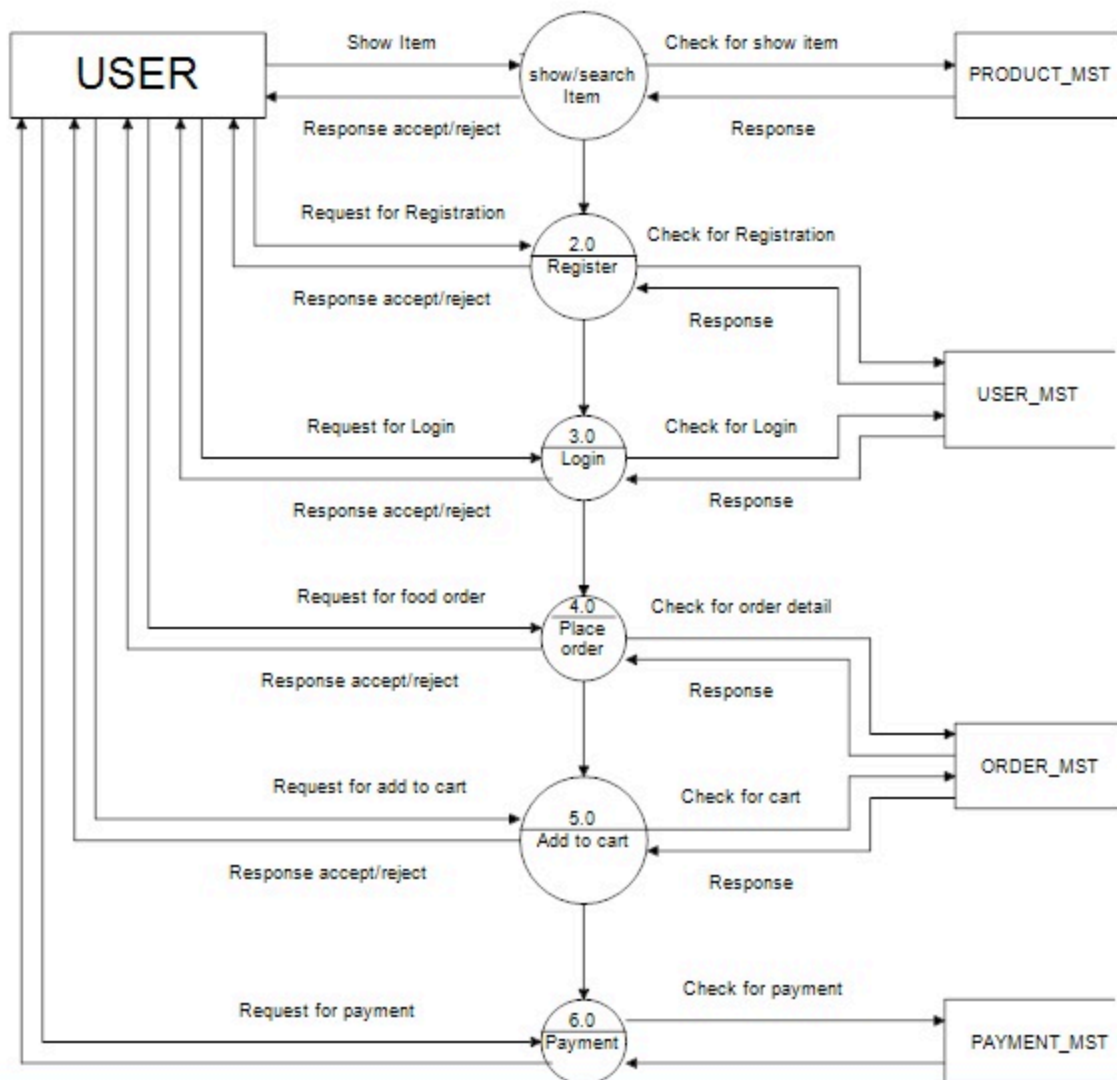 Show Item
Check for show item
USER
show/search
Item
PRODUCT_MST
Response accept/reject
Response
Request for Registration
2.0
Check for Registration
Register
Response accept/reject
Response
USER_MST
Request for Login
3.0
Check for Login
Login
Response accept/reject
Response
Request for food order
4.0
Check for order detail
Place
order
Response accept/reject
Response
ORDER_MST
Request for add to cart
Check for cart
5.0
Add to cart
Response accept/reject
Response
Check for payment
Request for payment
6.0
Payment
PAYMENT_MST